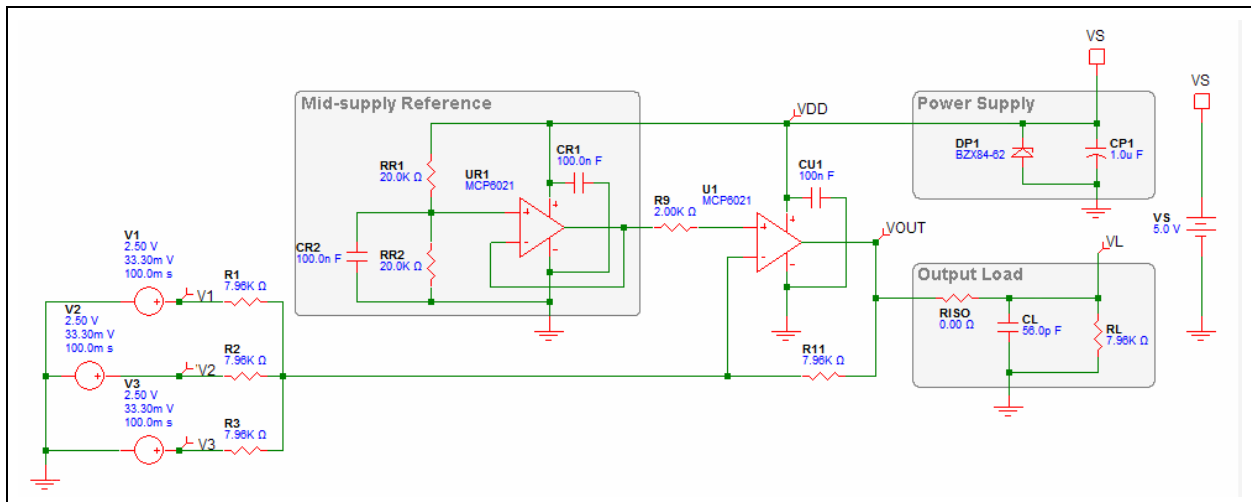 VS
VS
Mid-supply Reference
Power Supply
VDD
CR1
100.0n F
RR1
20.0K Ω
UR1
MCP6021
CU1
100n F
DP1
BZX84-62
CP1
1.0u F
R9
2.00K Ω
U1
MCP6021
VS
5.0 V
VOUT
VL
CR2
100.0n F
RR2
20.0K Ω
Output Load
RISO
0.00 Ω
CL
56.0p F
RL
7.96K Ω
V1
2.50 V
33.30m V
100.0m s
V1
R1
7.96K Ω
V2
2.50 V
33.30m V
100.0m s
V2
R2
7.96K Ω
R11
7.96K Ω
V3
2.50 V
33.30m V
100.0m s
V3
R3
7.96K Ω
+
-
4
+
-
4
+
+
+